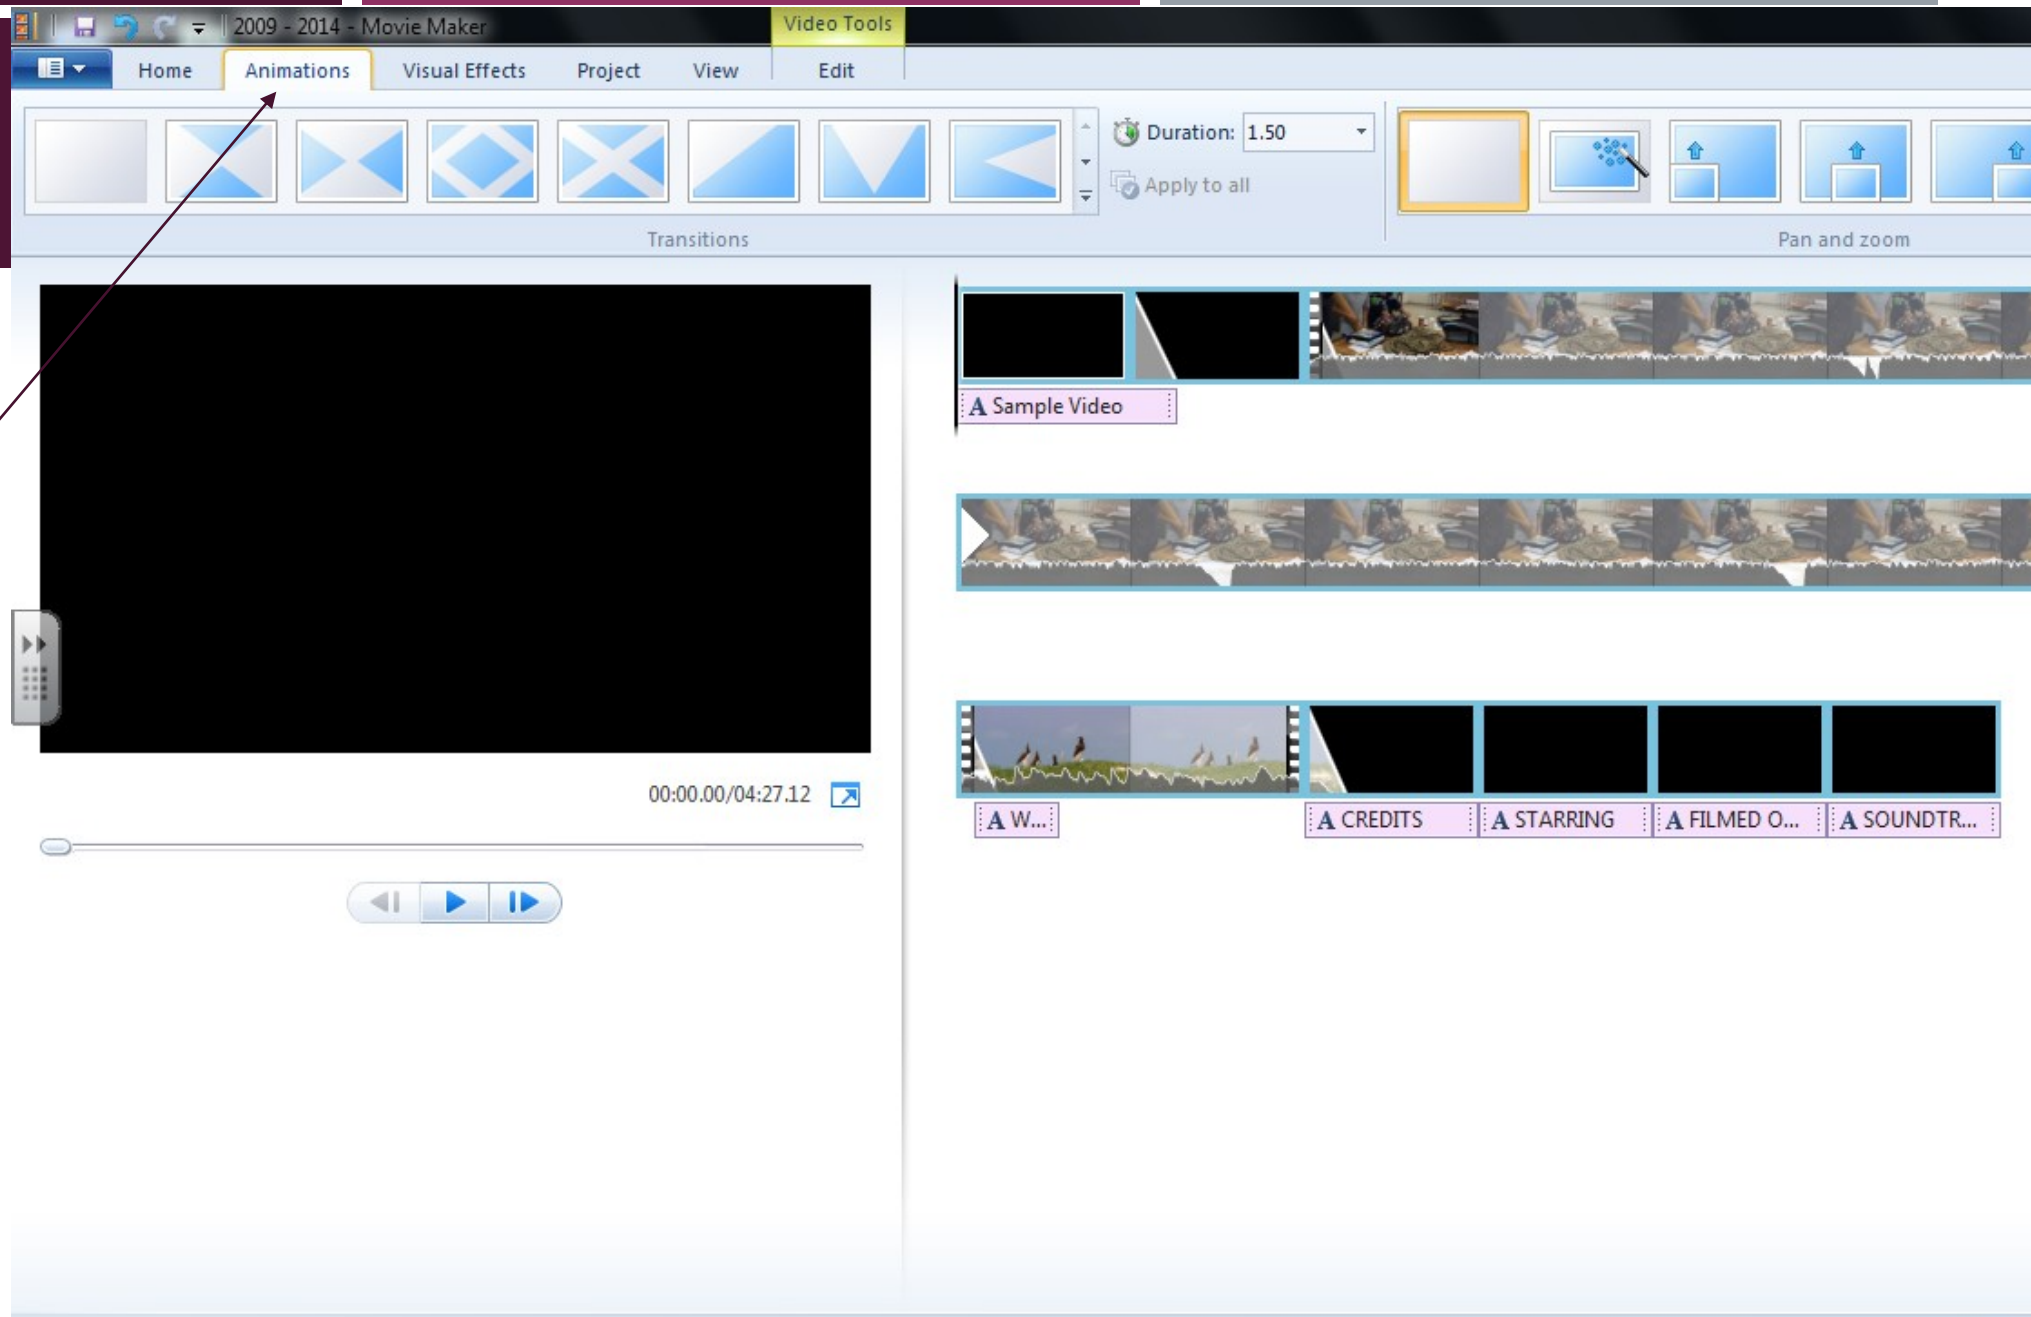 2009 - 2014 - Movie Maker
Video Tools
Home
Animations
Visual Effects
Project
View
Edit
Duration: 1.50
Apply to all
Transitions
Pan and zoom
A Sample Video
00:00.00/04:27.12
A W...
A CREDITS
A STARRING
A FILMED O...
A SOUNDTR...